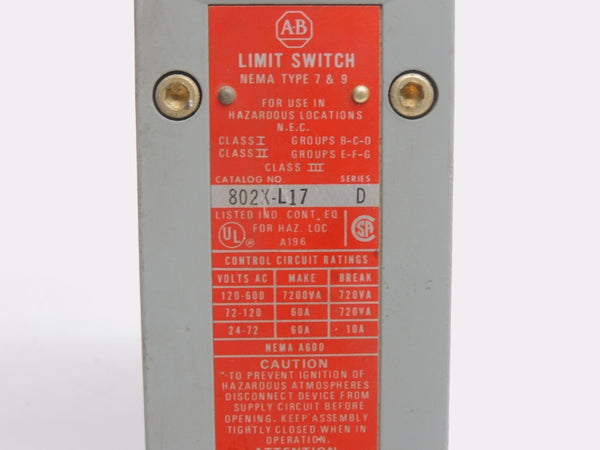 A-B
LIMIT SWITCH
NEMA TYPE 7 & 9
FOR USE IN
HAZARDOUS LOCATIONS
N.E.C.
CLASS I GROUPS B-C-D
CLASS II GROUPS E-F-G
CLASS III
CATALOG NO. SERIES
802X-L17 D
LISTED IND. CONT. EQ.
UL ® FOR HAZ. LOC. SA
A196
CONTROL CIRCUIT RATINGS
VOLTS AC MAKE BREAK
120-600 7200VA 720VA
72-120 60A 720VA
24-72 60A 10A
NEMA A600
CAUTION
TO PREVENT IGNITION OF
HAZARDOUS ATMOSPHERES
DISCONNECT DEVICE FROM
SUPPLY CIRCUIT BEFORE
OPENING. KEEP ASSEMBLY
TIGHTLY CLOSED WHEN IN
OPERATION.
ATTENTION